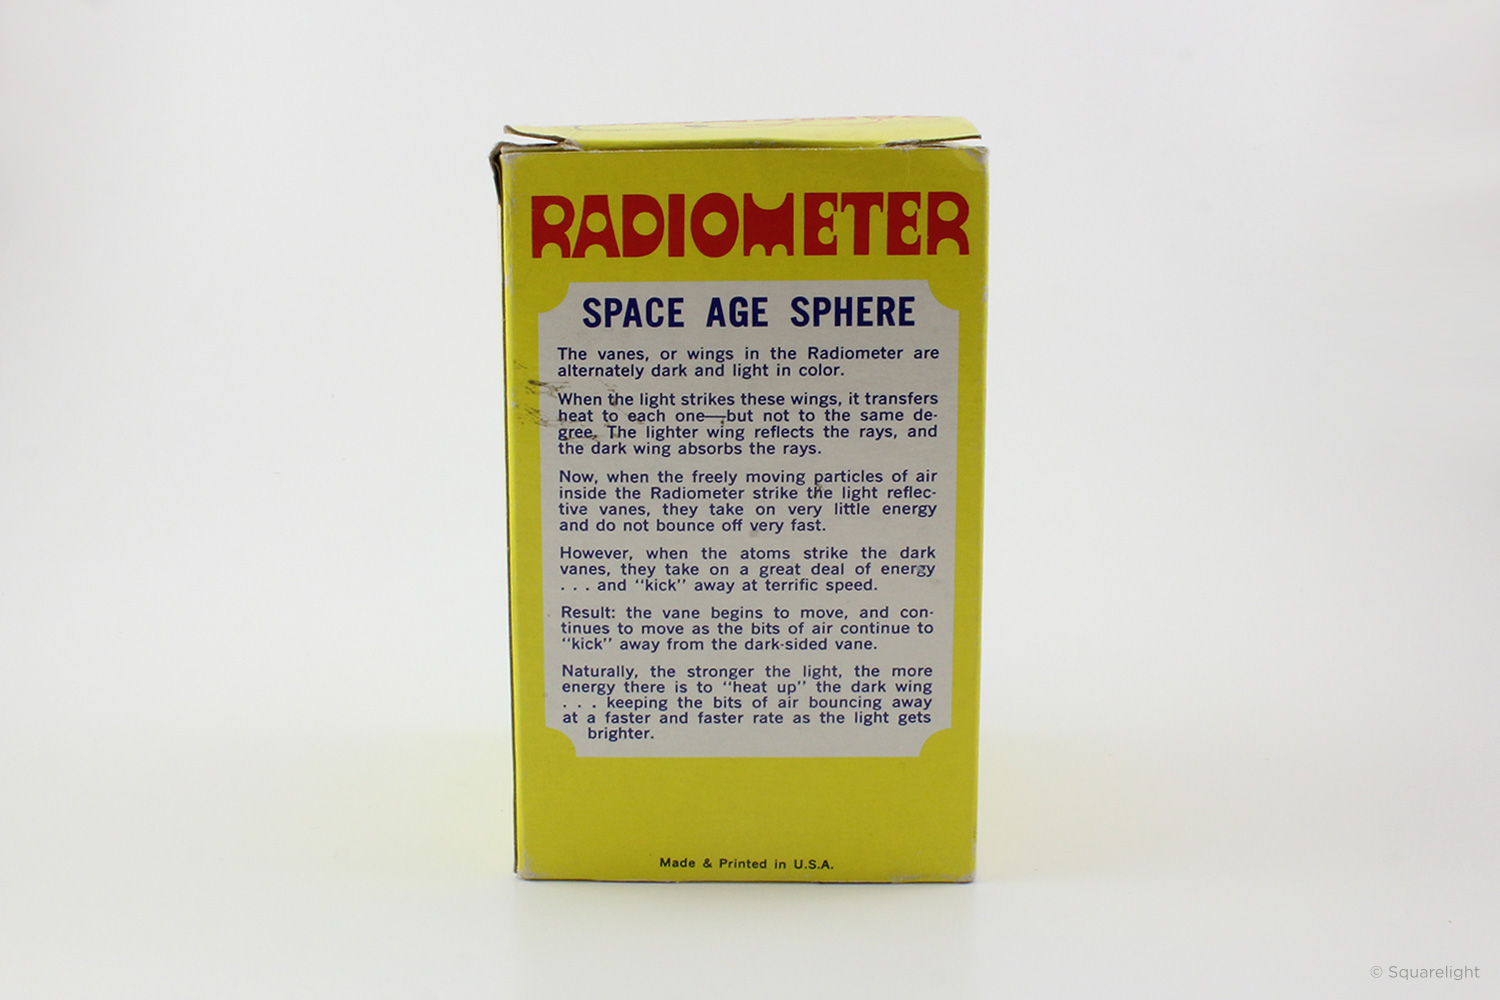 RADIOMETER
SPACE AGE SPHERE
The vanes, or wings in the Radiometer are
alternately dark and light in color.
When the light strikes these wings, it transfers
heat to each one—but not to the same de-
gree. The lighter wing reflects the rays, and
the dark wing absorbs the rays.
Now, when the freely moving particles of air
inside the Radiometer strike the light reflec-
tive vanes, they take on very little energy
and do not bounce off very fast.
However, when the atoms strike the dark
vanes, they take on a great deal of energy
. . . and "kick" away at terrific speed.
Result: the vane begins to move, and con-
tinues to move as the bits of air continue to
"kick" away from the dark-sided vane.
Naturally, the stronger the light, the more
energy there is to "heat up" the dark wing
. . . keeping the bits of air bouncing away
at a faster and faster rate as the light gets
brighter.
Made & Printed in U.S.A.
© Squarelight